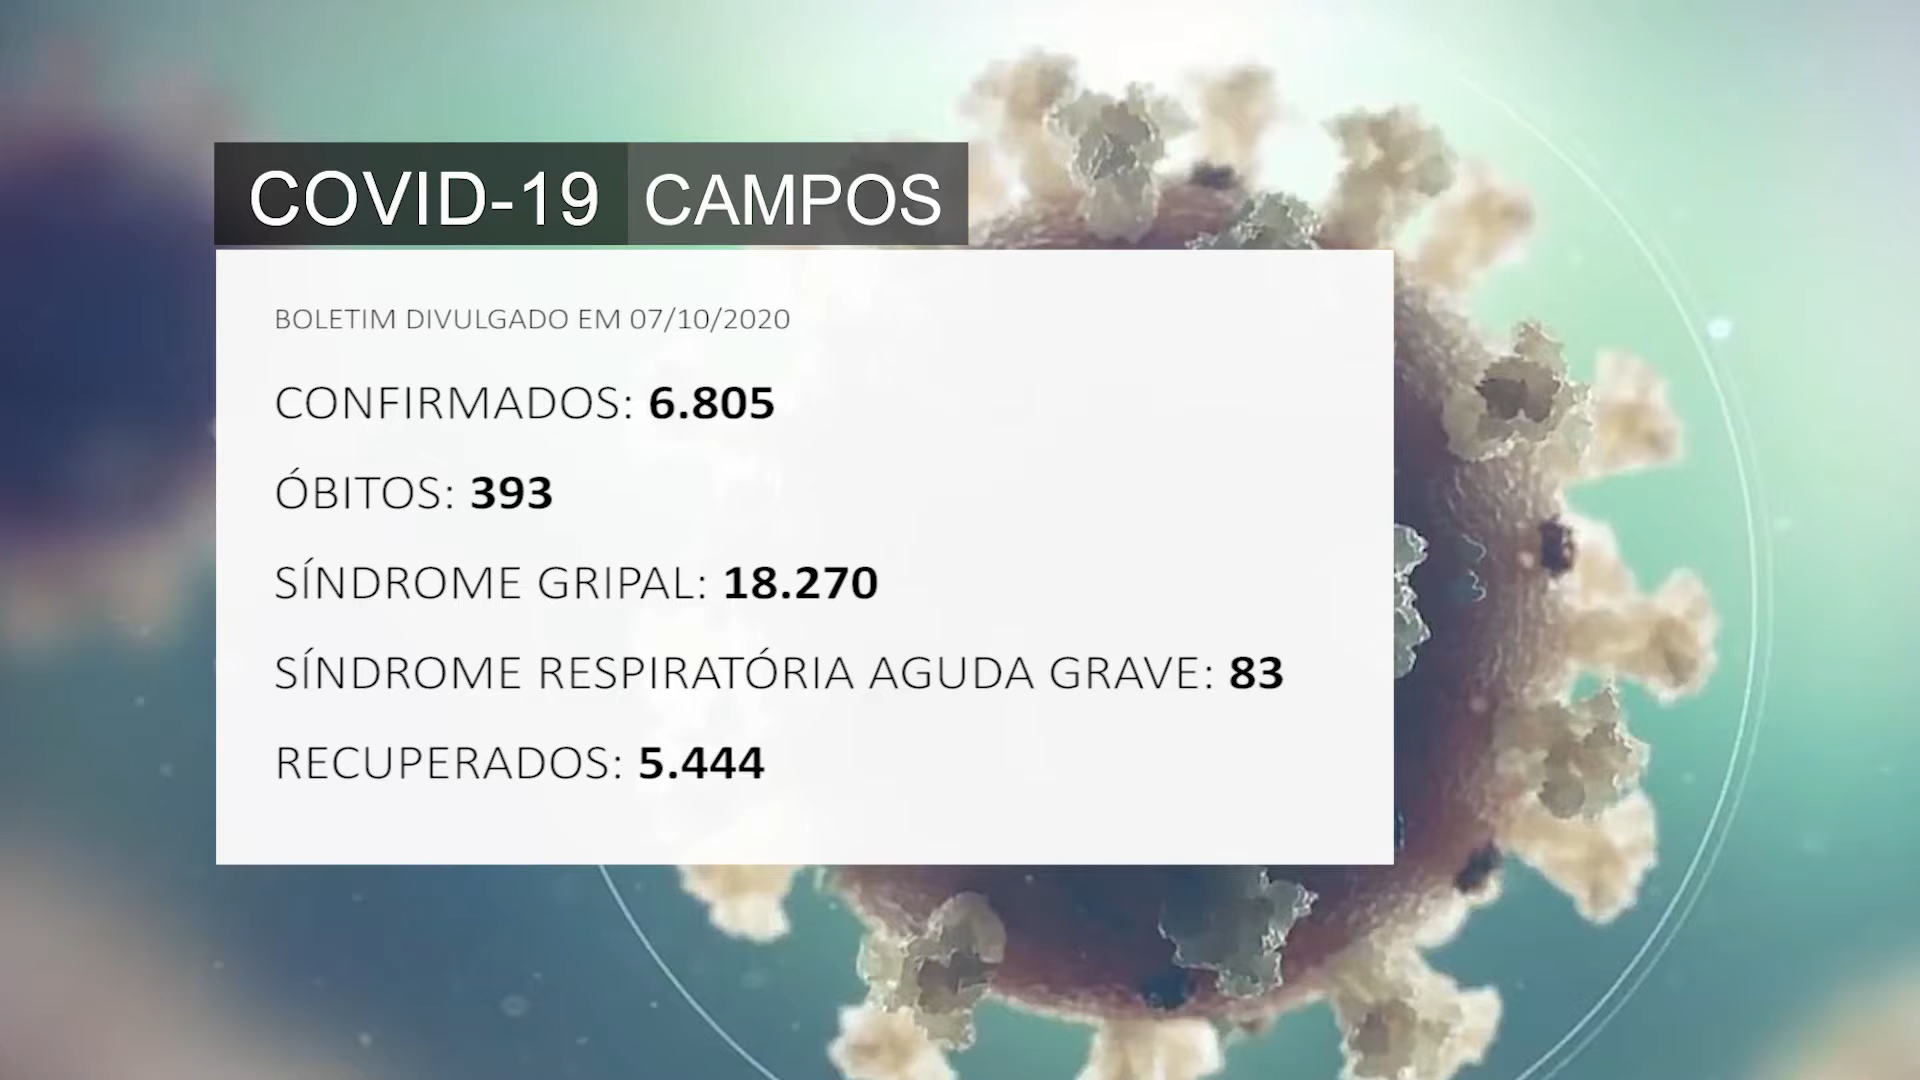 COVID-19 CAMPOS
BOLETIM DIVULGADO EM 07/10/2020
CONFIRMADOS: 6.805
ÓBITOS: 393
SÍNDROME GRIPAL: 18.270
SÍNDROME RESPIRATÓRIA AGUDA GRAVE: 83
RECUPERADOS: 5.444